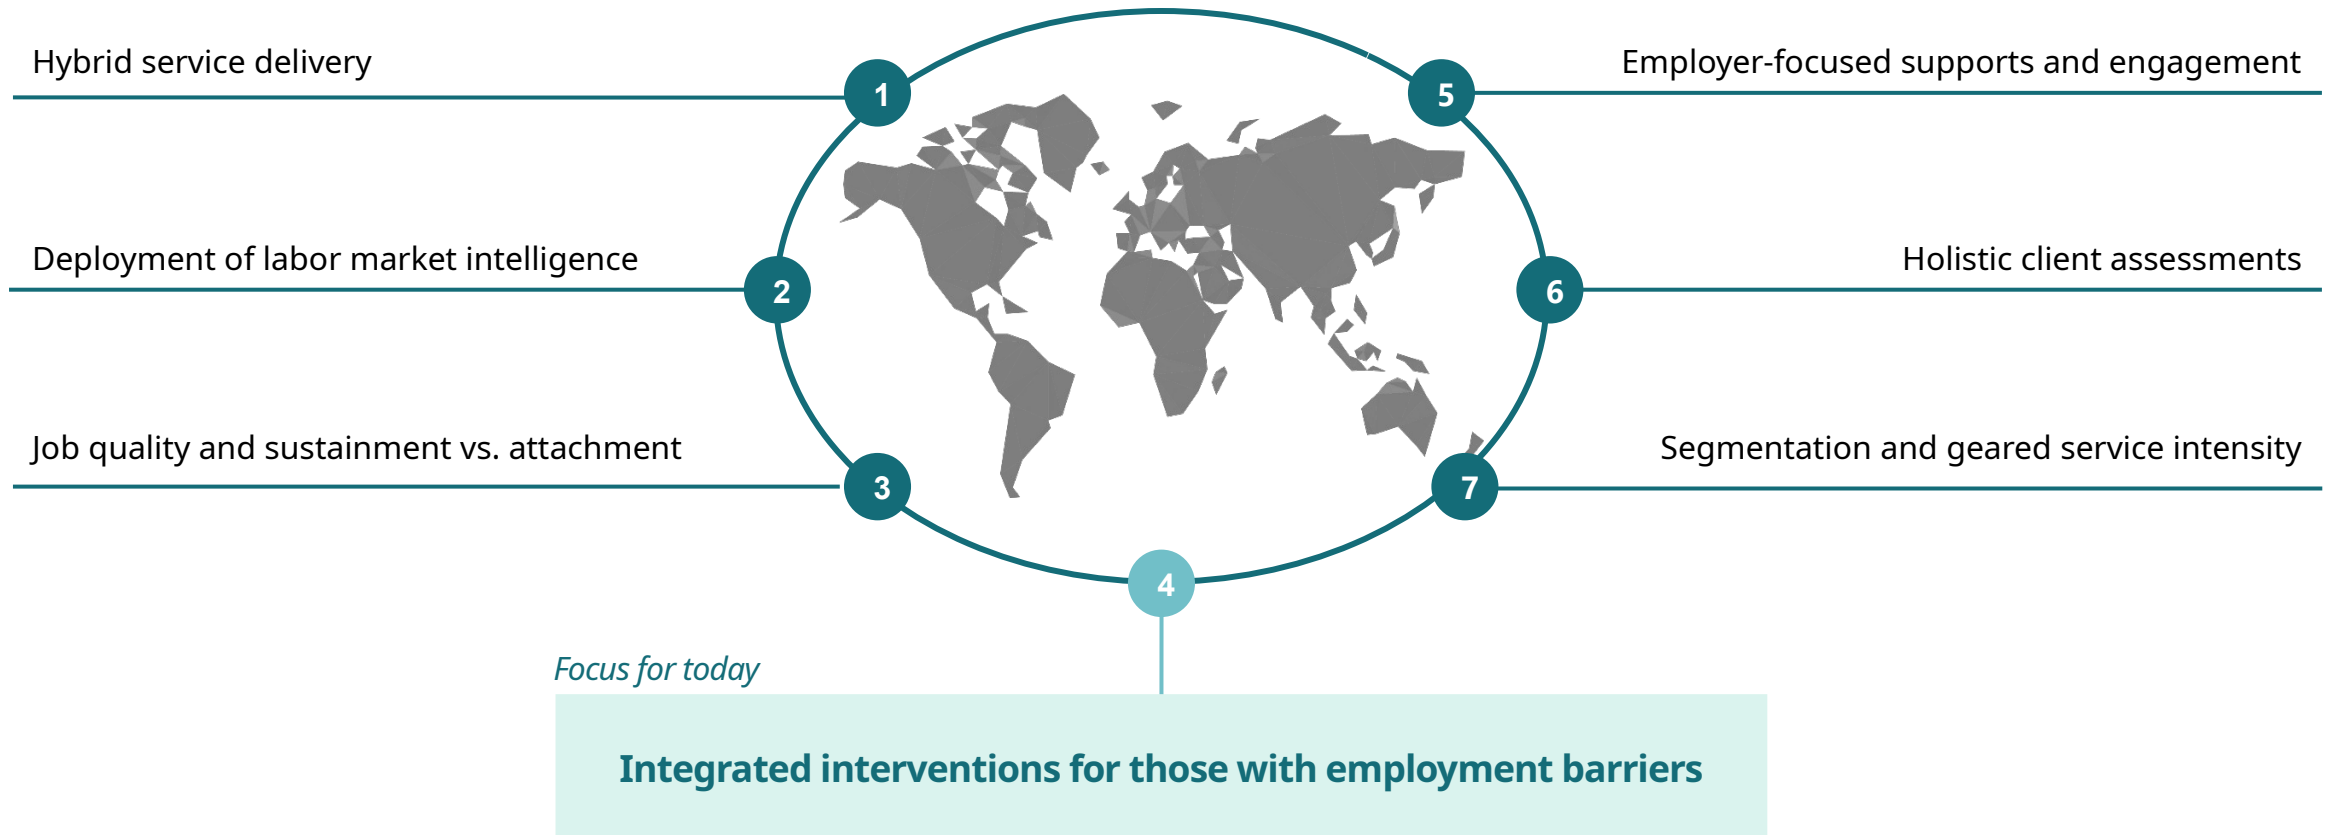 Hybrid service delivery
1
Deployment of labor market intelligence
2
Job quality and sustainment vs. attachment
3
4
Focus for today
Integrated interventions for those with employment barriers
Employer-focused supports and engagement
5
Holistic client assessments
6
Segmentation and geared service intensity
7